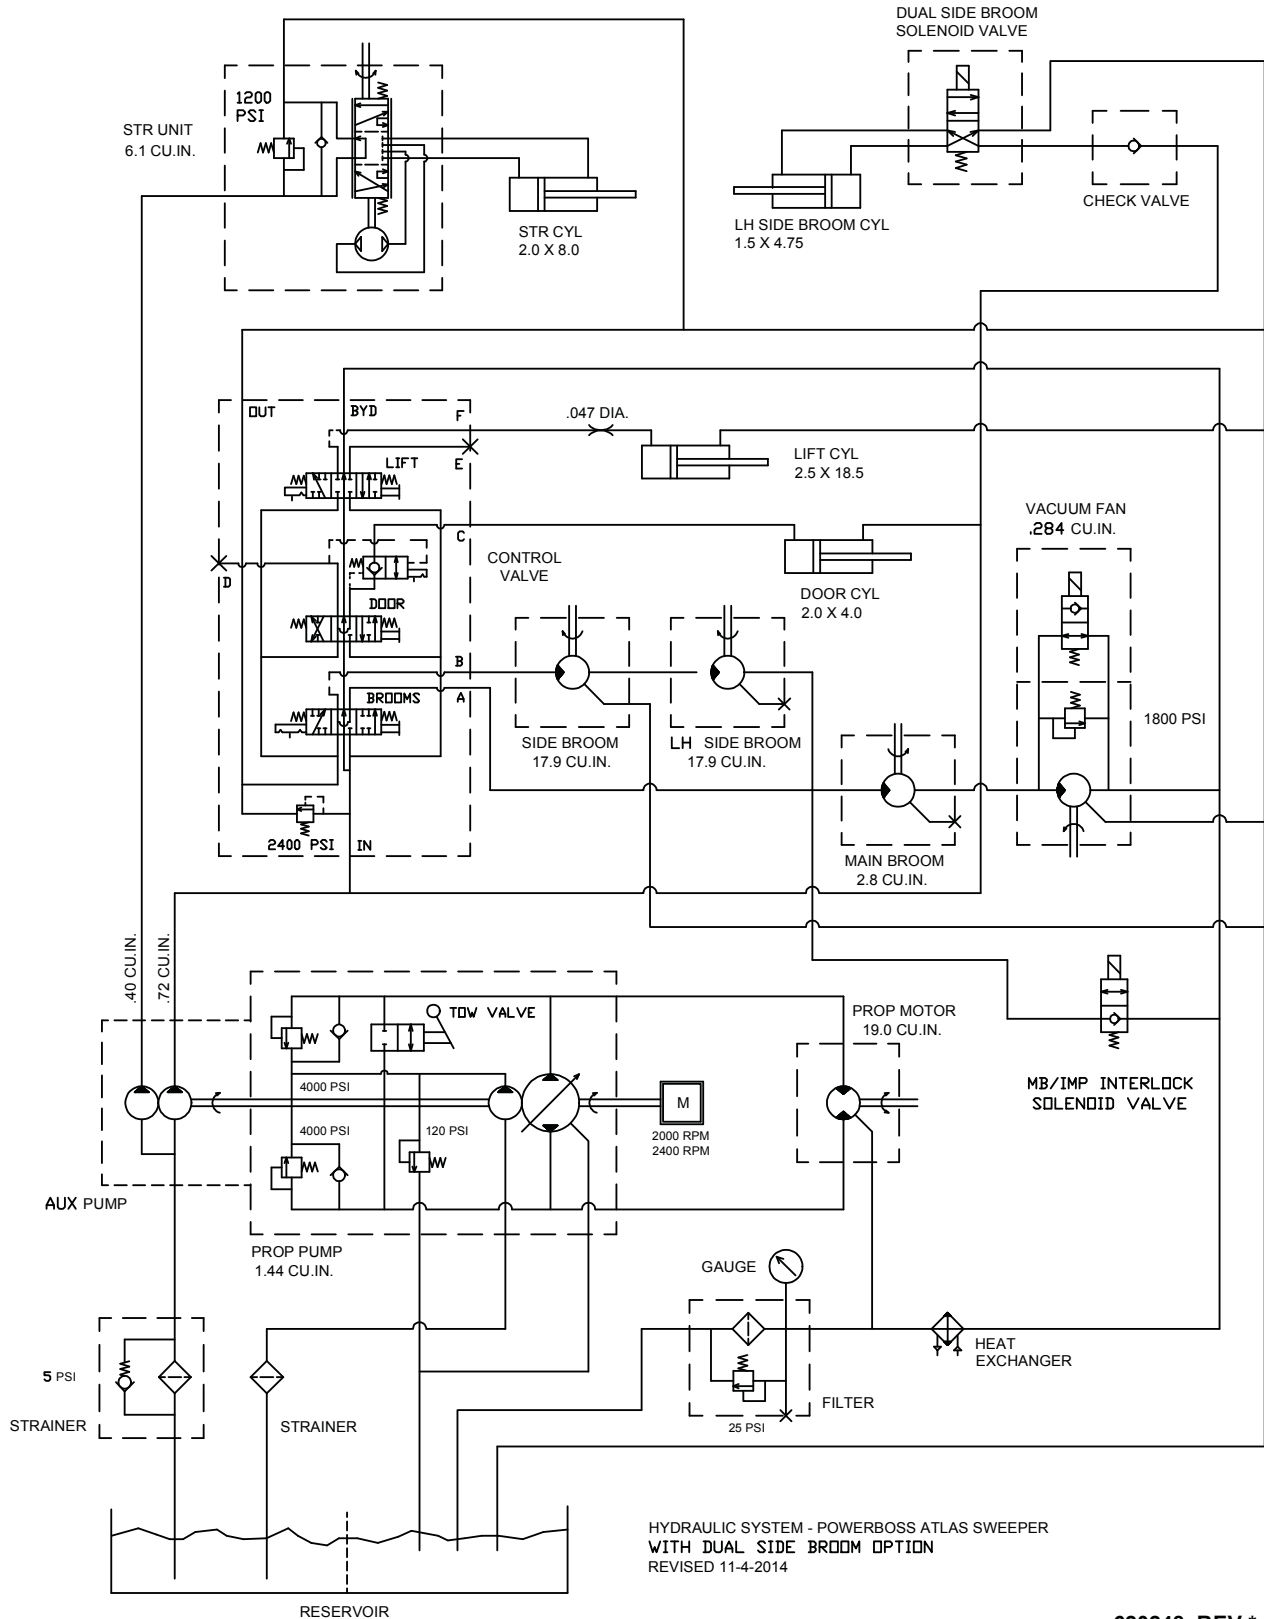 DUAL SIDE BROOM
SOLENOID VALVE
1200
PSI
STR UNIT
6.1 CU.IN.
CHECK VALVE
STR CYL
2.0 X 8.0
LH SIDE BROOM CYL
1.5 X 4.75
OUT
BYD
F
.047 DIA.
LIFT
E
LIFT CYL
2.5 X 18.5
VACUUM FAN
.284 CU.IN.
C
CONTROL
VALVE
D
DOOR
DOOR CYL
2.0 X 4.0
B
BROOMS
A
SIDE BROOM
17.9 CU.IN.
LH SIDE BROOM
17.9 CU.IN.
1800 PSI
2400 PSI
IN
MAIN BROOM
2.8 CU.IN.
.40 CU.IN.
.72 CU.IN.
TOW VALVE
PROP MOTOR
19.0 CU.IN.
4000 PSI
4000 PSI
120 PSI
M
2000 RPM
2400 RPM
MB/IMP INTERLOCK
SOLENOID VALVE
AUX PUMP
PROP PUMP
1.44 CU.IN.
GAUGE
HEAT
EXCHANGER
5 PSI
STRAINER
STRAINER
FILTER
25 PSI
HYDRAULIC SYSTEM - POWERBOSS ATLAS SWEEPER
WITH DUAL SIDE BROOM OPTION
REVISED 11-4-2014
RESERVOIR
REV *